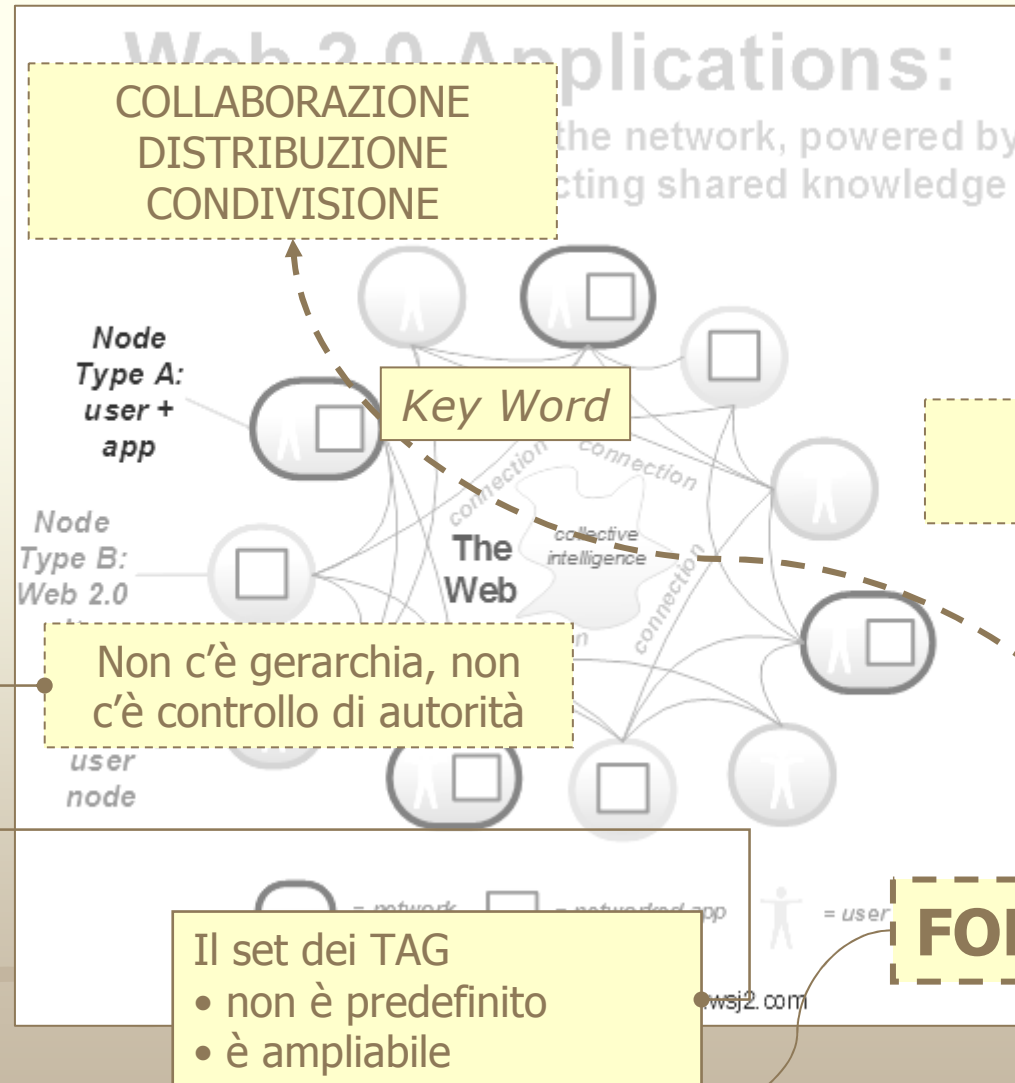 Web 2.0 Applications:
COLLABORAZIONE
DISTRIBUZIONE
CONDIVISIONE
the network, powered by
cting shared knowledge
Node
Type A:
user +
app
Key Word
connection
connection
Node
Type B:
Web 2.0
The
Web
collective
intelligence
connection
Non c’è gerarchia, non
c’è controllo di autorità
user
node
= network
= networked app
= user
FOL
Il set dei TAG
• non è predefinito
• è ampliabile
wsj2.com